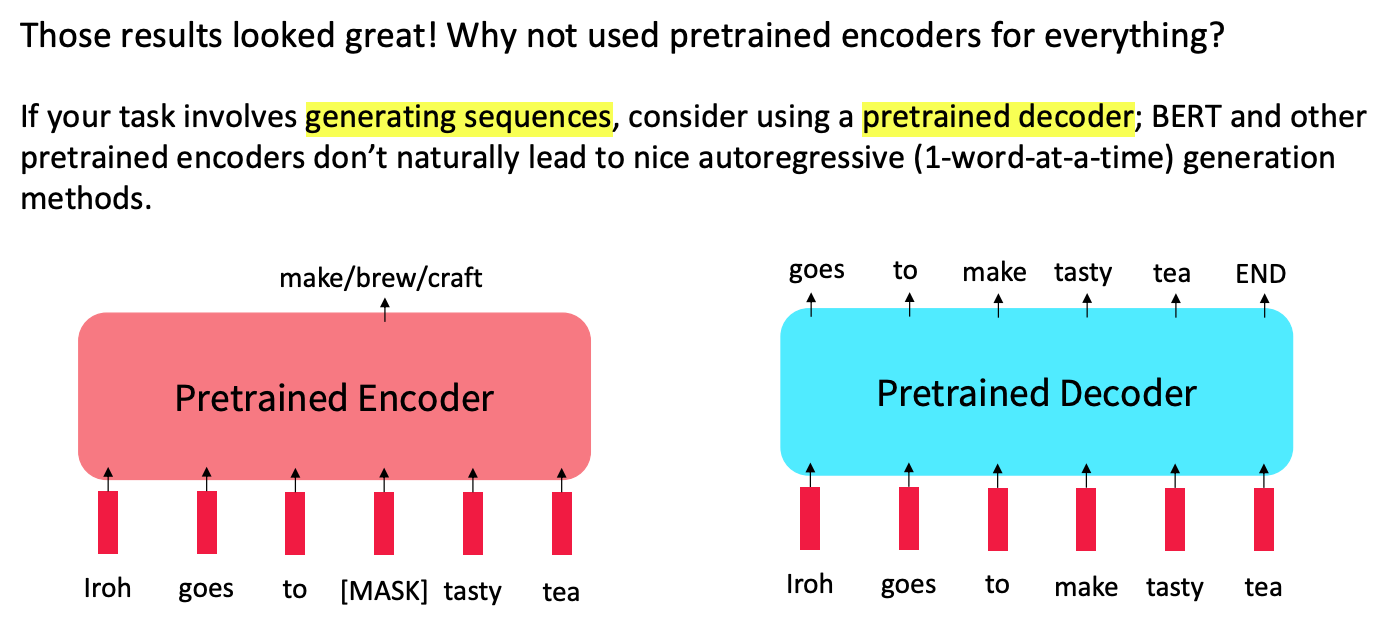 Those results looked great! Why not used pretrained encoders for everything?
If your task involves generating sequences, consider using a pretrained decoder; BERT and other
pretrained encoders don’t naturally lead to nice autoregressive (1-word-at-a-time) generation
methods.
make/brew/craft
Pretrained Encoder
Iroh goes to [MASK] tasty tea
goes to make tasty tea END
Pretrained Decoder
Iroh goes to make tasty tea